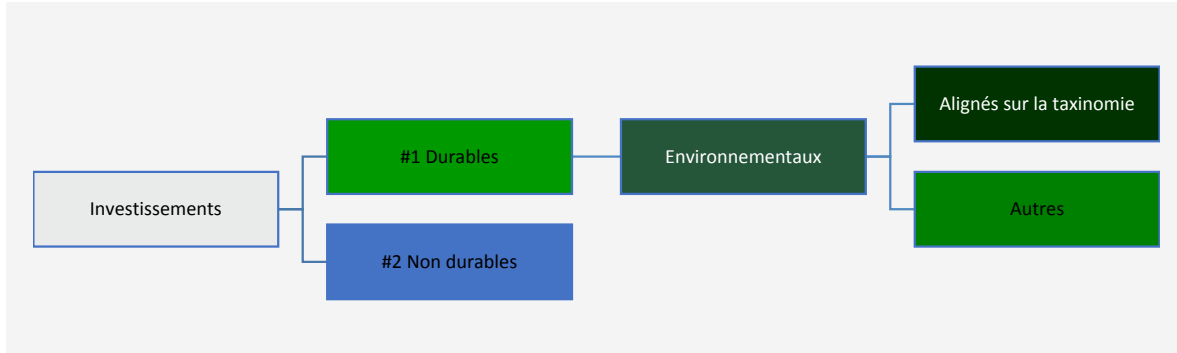 Investissements
#1 Durables
#2 Non durables
Environnementaux
Alignés sur la taxinomie
Autres